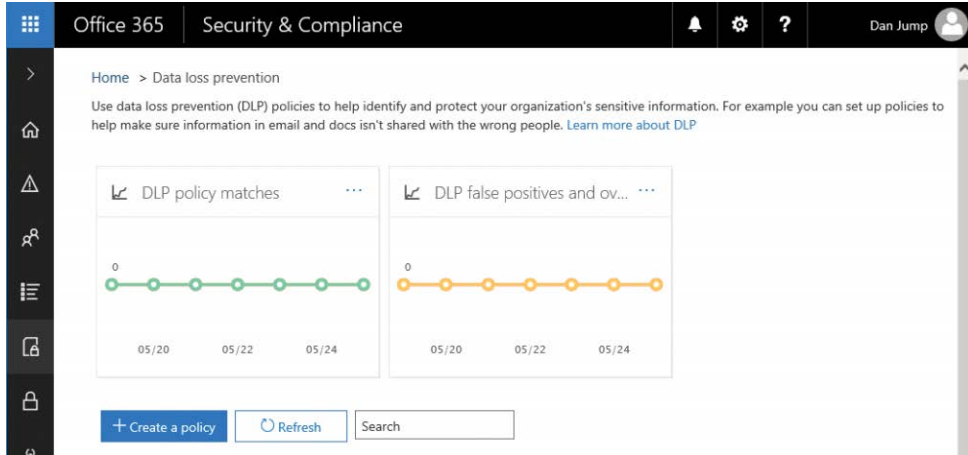 Office 365
Security & Compliance
?
Dan Jump
Home > Data loss prevention
Use data loss prevention (DLP) policies to help identify and protect your organization's sensitive information. For example you can set up policies to
help make sure information in email and docs isn't shared with the wrong people. Learn more about DLP
DLP policy matches ...
0
05/20 05/22 05/24
DLP false positives and ov... ...
0
05/20 05/22 05/24
+ Create a policy
Refresh
Search